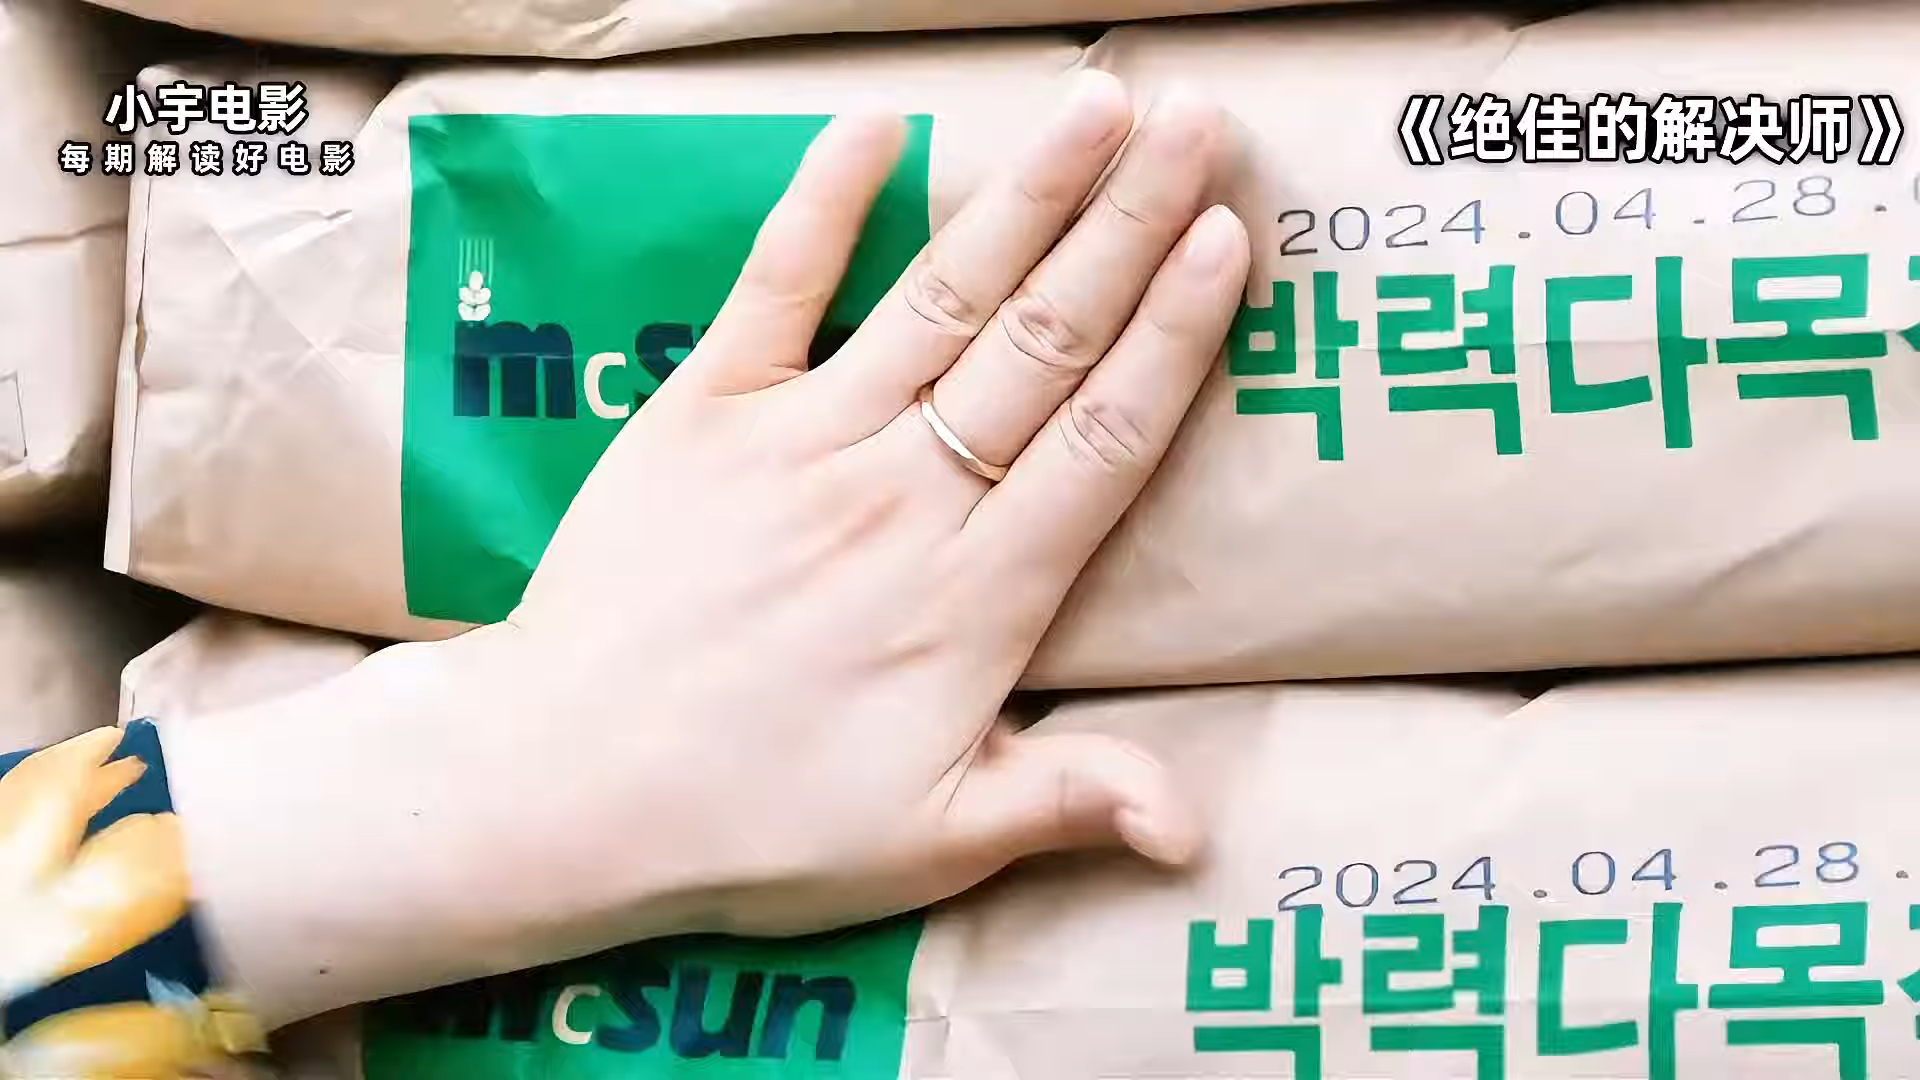 小宇电影
每期解读好电影
《绝佳的解决师》
2024.04.28.
박력다목
2024.04.28.
박력다목
mcsun